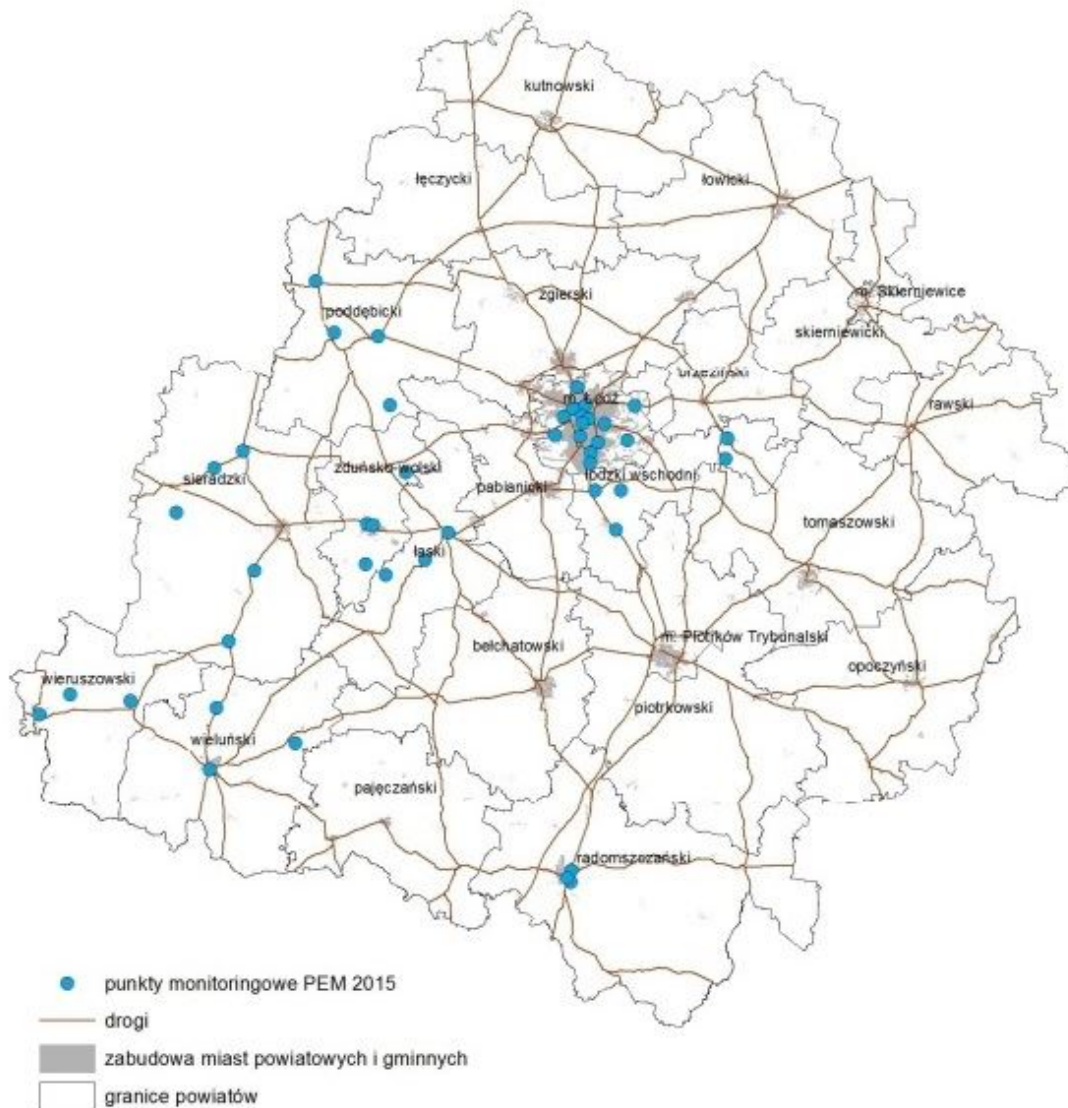 kutnowski
łęczycki
łowicki
zgierski
m. Skierniewice
poddębicki
skierniewicki
brzeziński
m. Łódź
rawski
sieradzki
zduńsko-wolski
łódzki wschodni
pabianicki
tomaszowski
łaski
bełchatowski
m. Piotrków Trybunalski
opoczyński
wieruszowski
piotrkowski
wieluński
pajęczański
radomszczański
punkty monitoringowe PEM 2015
drogi
zabudowa miast powiatowych i gminnych
granice powiatów